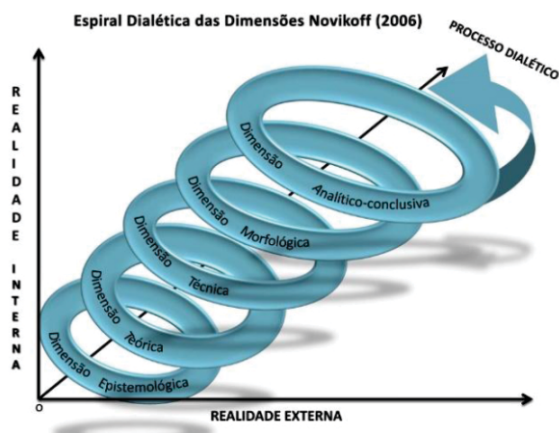 Espiral Dialética das Dimensões Novikoff (2006)
PROCESSO DIALÉTICO
REALIDADE INTERNA
Dimensão Analítico-conclusiva
Dimensão Morfológica
Dimensão Técnica
Dimensão Teórica
Dimensão Epistemológica
O
REALIDADE EXTERNA